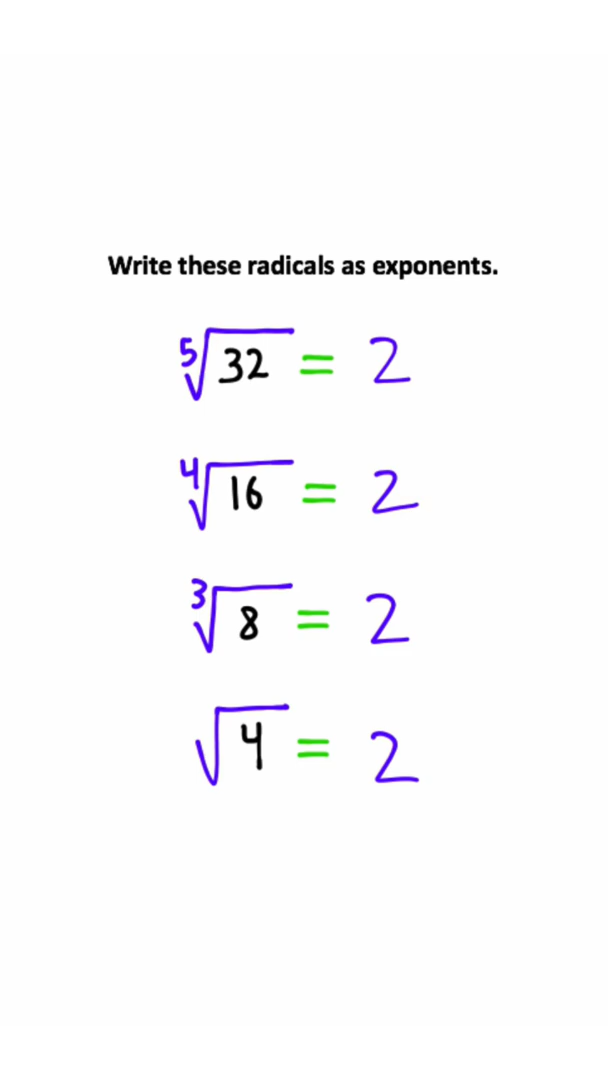 Write these radicals as exponents.
⁵√32 = 2
⁴√16 = 2
³√8 = 2
√4 = 2